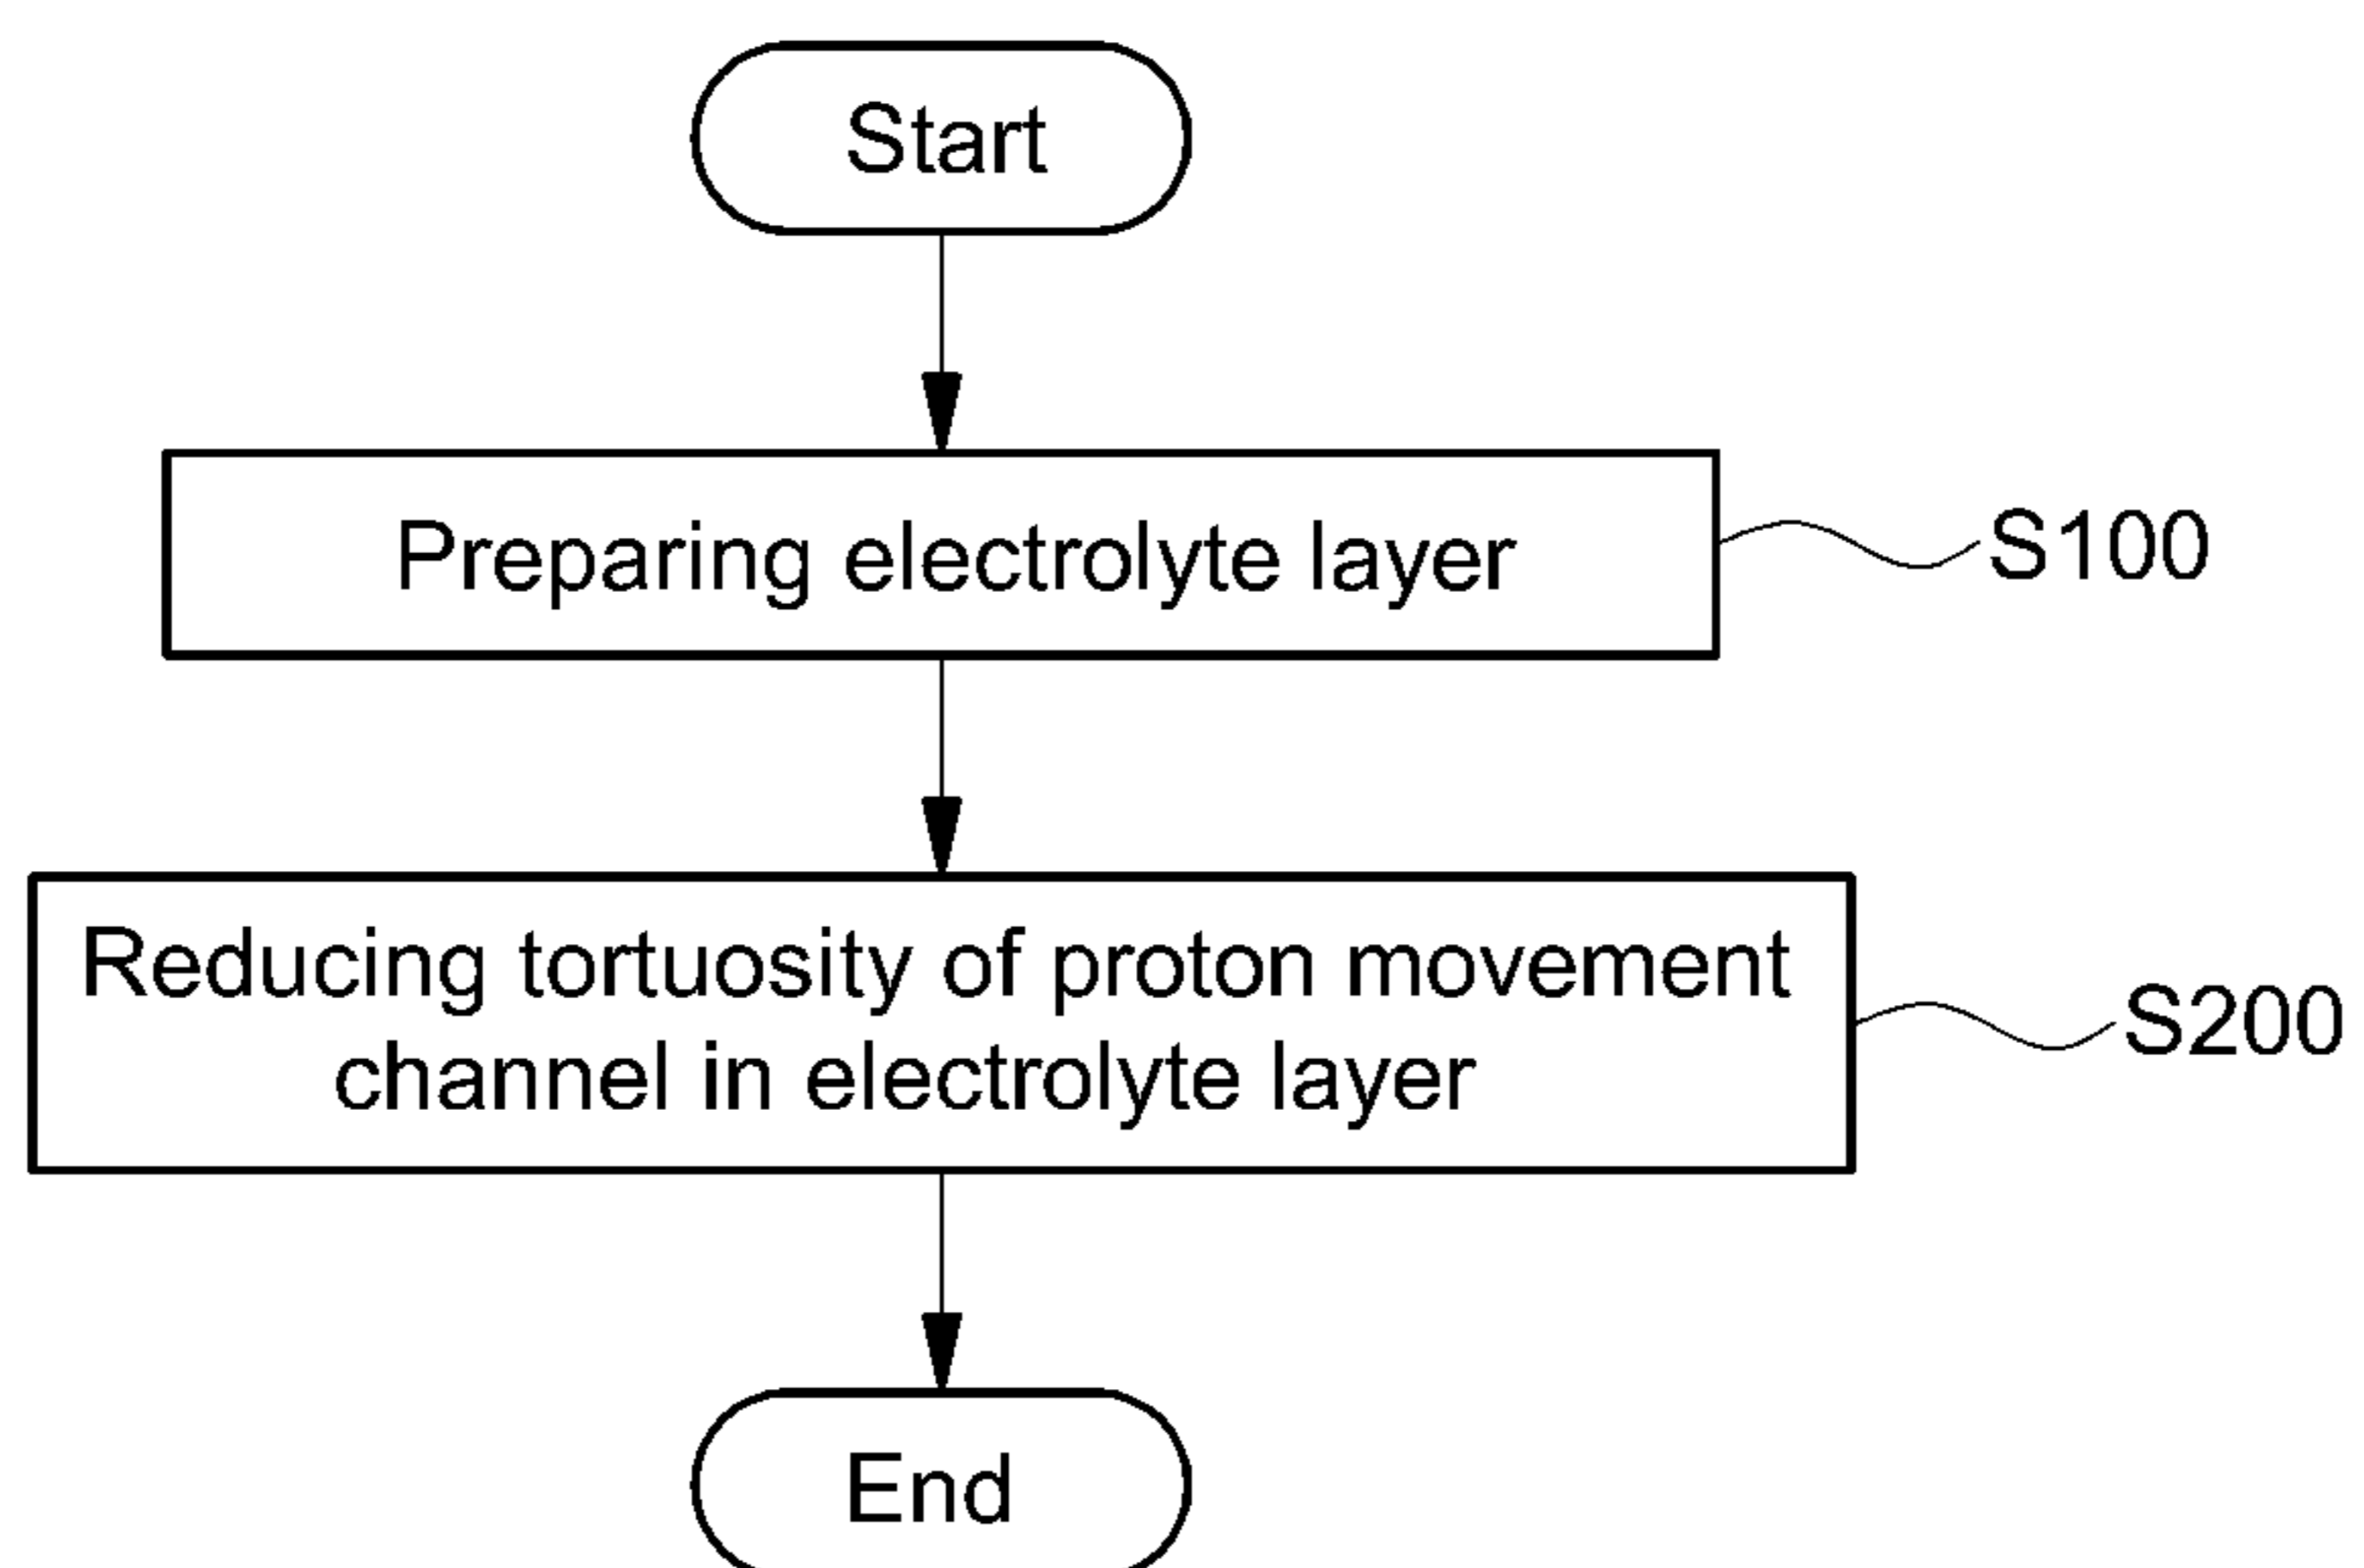 Start
Preparing electrolyte layer
S100
Reducing tortuosity of proton movement
channel in electrolyte layer
S200
End